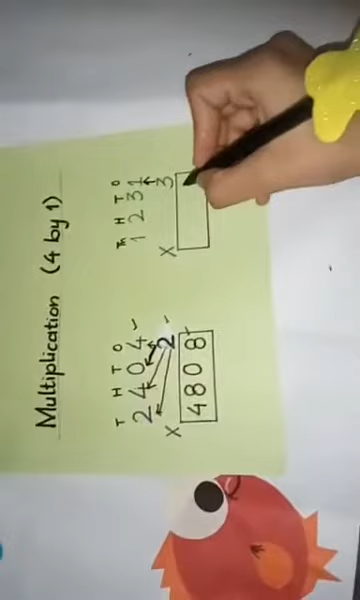 Multiplication (4 by 1)
T H T O
2 4 0 4
x 2
4 8 0 8
Th H T O
1 2 3 1
x 3